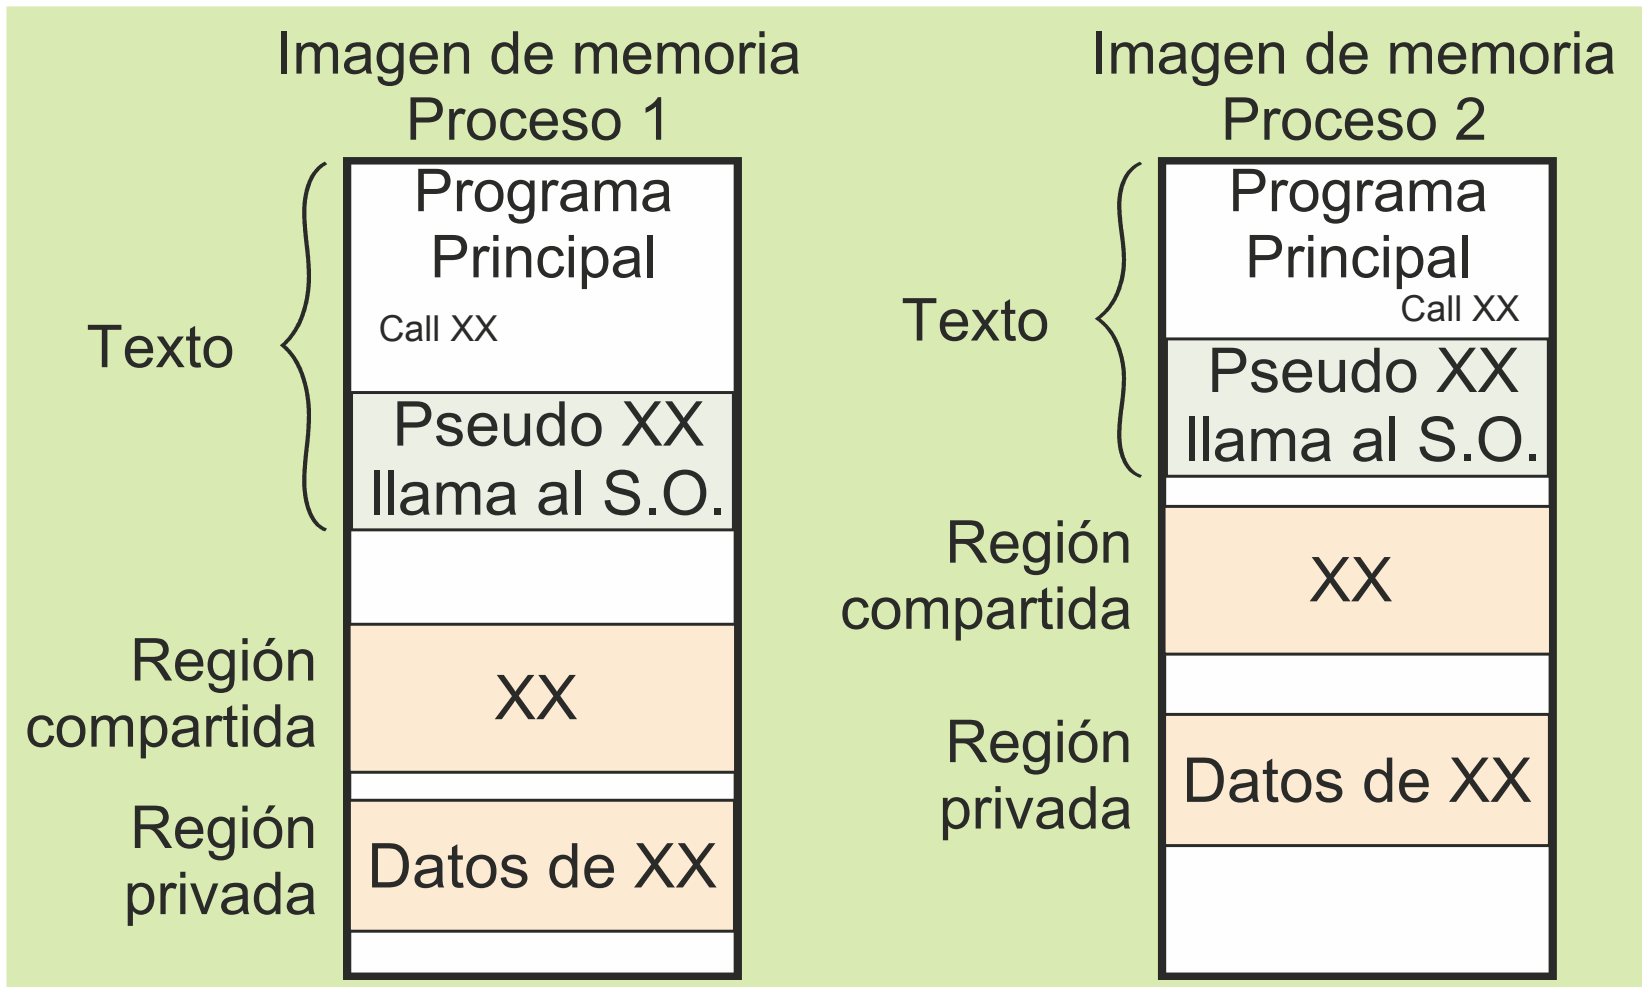 Imagen de memoria
Proceso 1
Programa
Principal
Call XX
Texto
Pseudo XX
llama al S.O.
Región
compartida
XX
Región
privada
Datos de XX
Imagen de memoria
Proceso 2
Programa
Principal
Call XX
Texto
Pseudo XX
llama al S.O.
Región
compartida
XX
Región
privada
Datos de XX